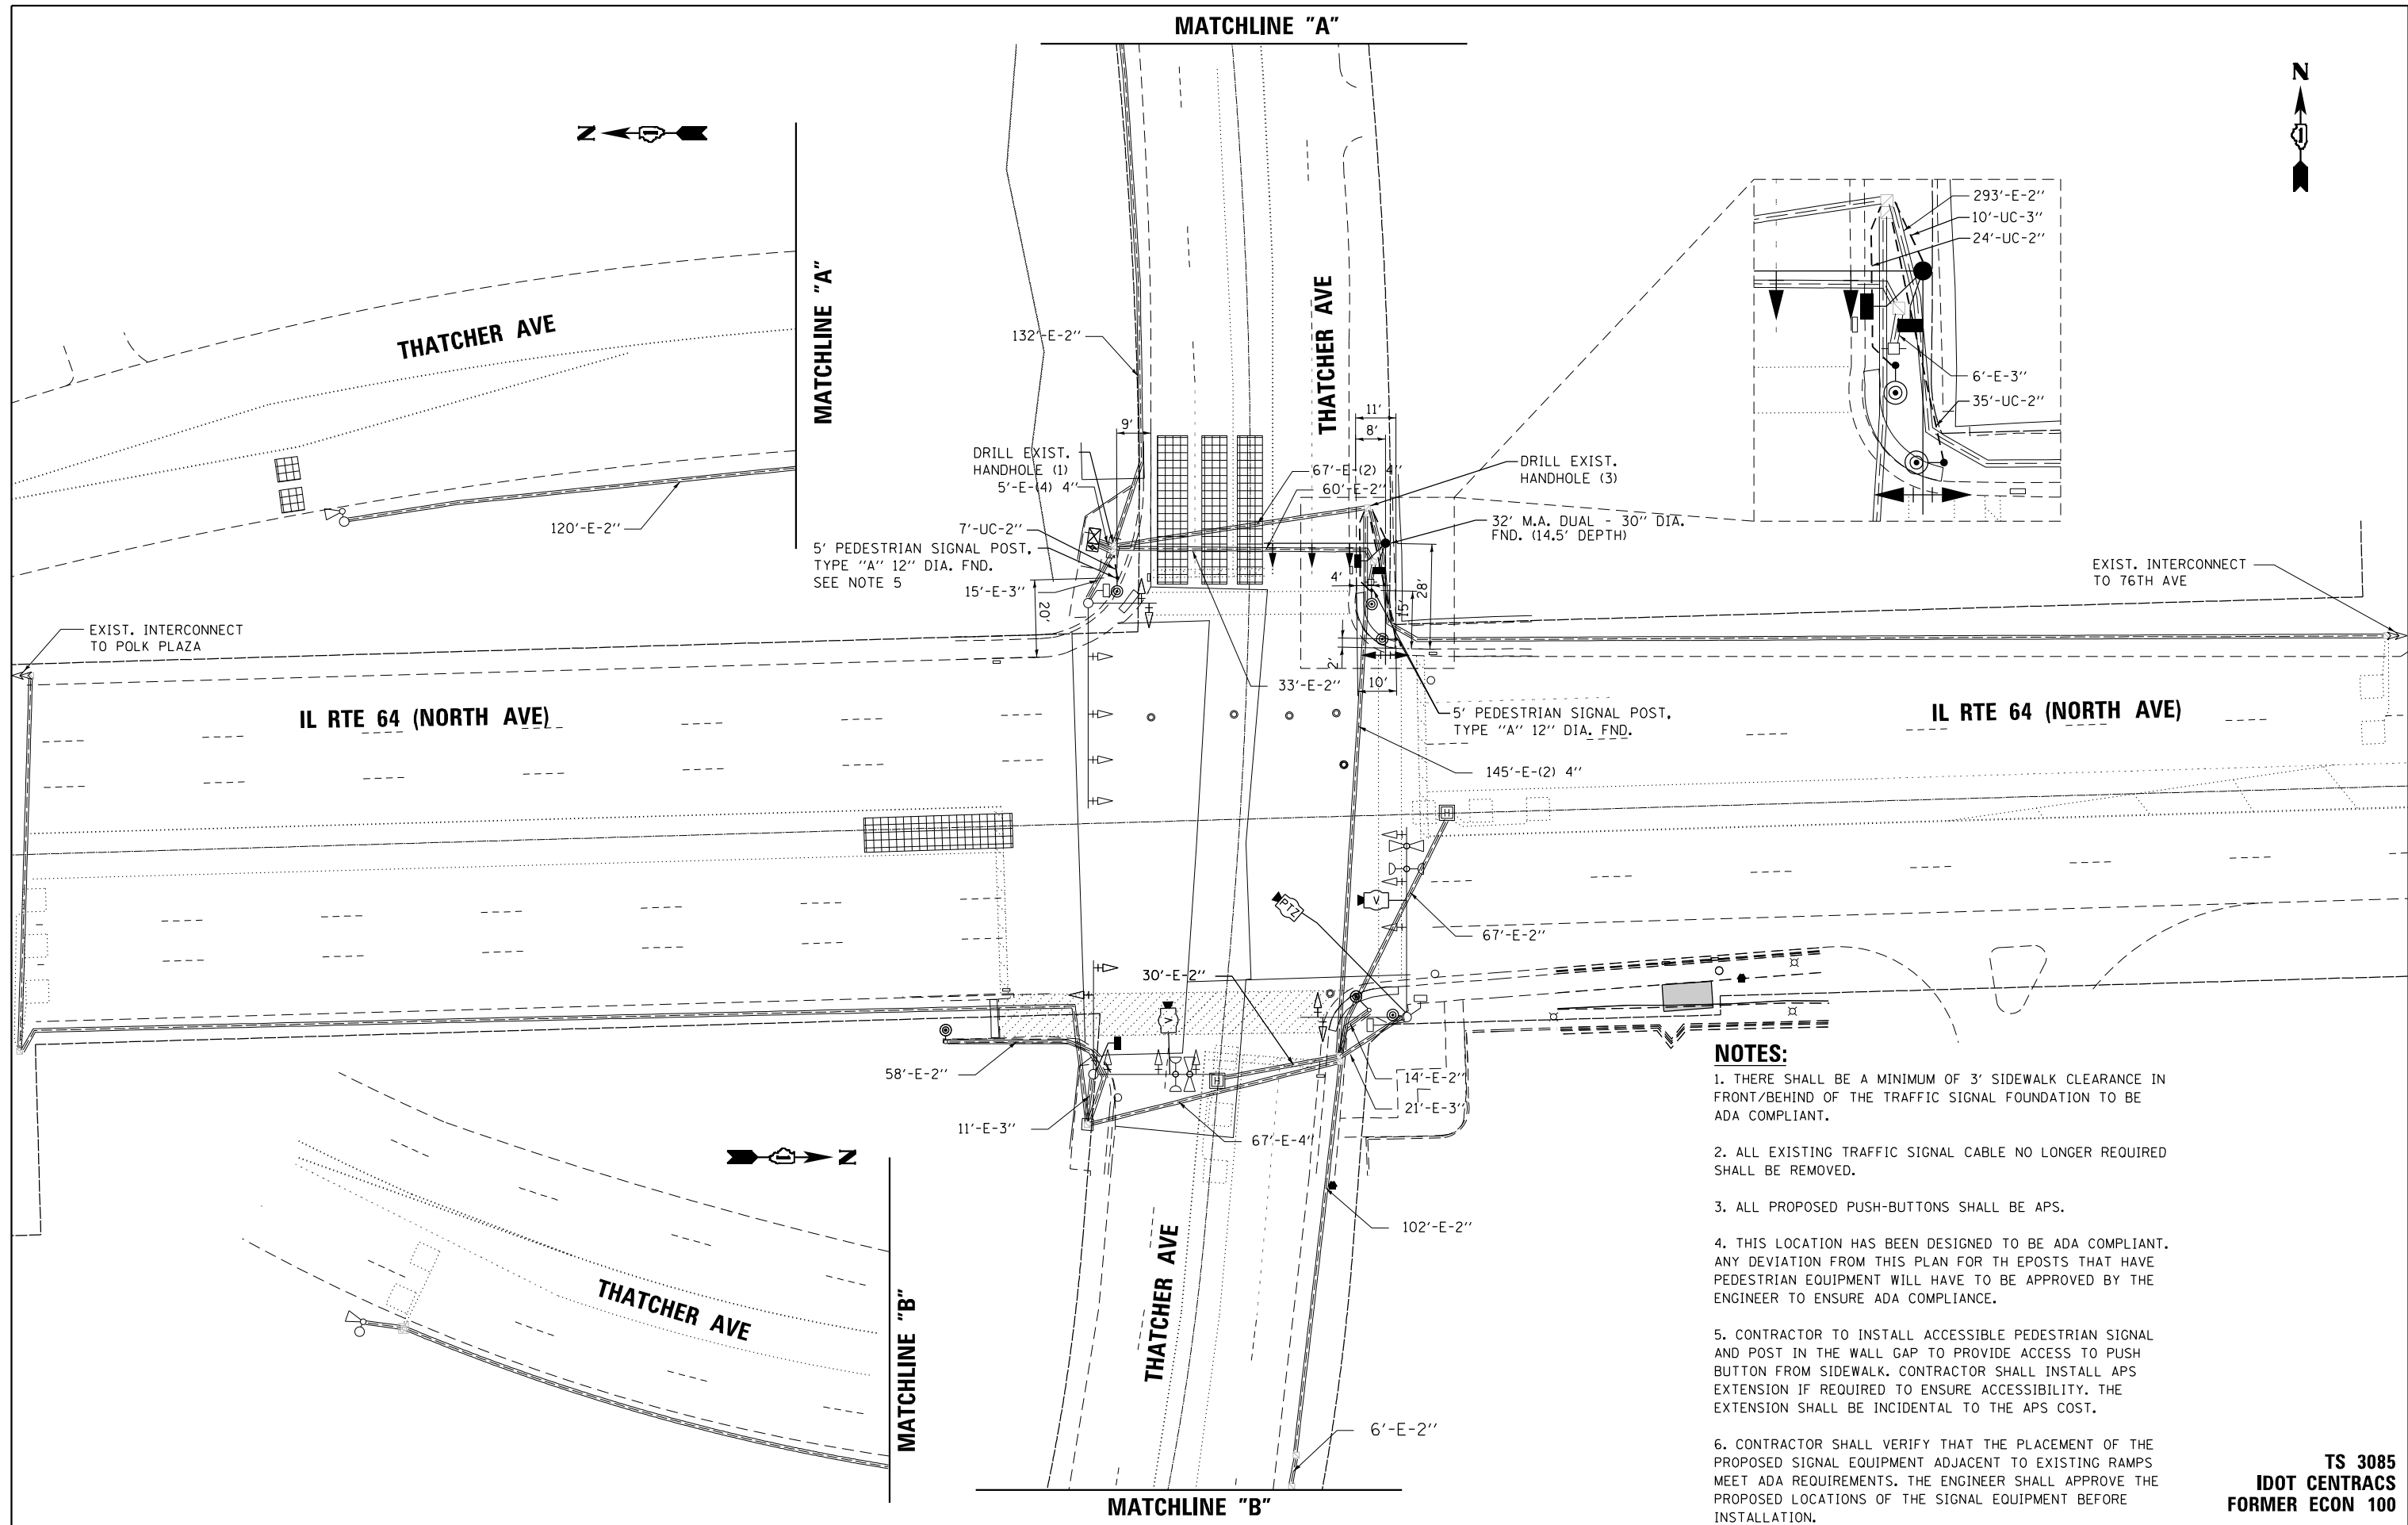 MATCHLINE "A"
N
N
MATCHLINE "A"
THATCHER AVE
120'-E-2''
132'-E-2''
THATCHER AVE
9'
11'
8'
DRILL EXIST.
HANDHOLE (1)
5'-E-(4) 4''
67'-E-(2) 4''
60'-E-2''
DRILL EXIST.
HANDHOLE (3)
7'-UC-2''
5' PEDESTRIAN SIGNAL POST,
TYPE "A" 12" DIA. FND.
SEE NOTE 5
15'-E-3''
20'
32' M.A. DUAL - 30'' DIA.
FND. (14.5' DEPTH)
4'
28'
15'
2'
10'
33'-E-2''
293'-E-2''
10'-UC-3''
24'-UC-2''
6'-E-3''
35'-UC-2''
EXIST. INTERCONNECT
TO POLK PLAZA
EXIST. INTERCONNECT
TO 76TH AVE
IL RTE 64 (NORTH AVE)
IL RTE 64 (NORTH AVE)
5' PEDESTRIAN SIGNAL POST,
TYPE "A" 12" DIA. FND.
145'-E-(2) 4''
H
PTZ
V
67'-E-2''
30'-E-2''
V
H
58'-E-2''
11'-E-3''
14'-E-2''
21'-E-3''
67'-E-4''
102'-E-2''
6'-E-2''
N
THATCHER AVE
MATCHLINE "B"
THATCHER AVE
MATCHLINE "B"
NOTES:
1. THERE SHALL BE A MINIMUM OF 3' SIDEWALK CLEARANCE IN
FRONT/BEHIND OF THE TRAFFIC SIGNAL FOUNDATION TO BE
ADA COMPLIANT.
2. ALL EXISTING TRAFFIC SIGNAL CABLE NO LONGER REQUIRED
SHALL BE REMOVED.
3. ALL PROPOSED PUSH-BUTTONS SHALL BE APS.
4. THIS LOCATION HAS BEEN DESIGNED TO BE ADA COMPLIANT.
ANY DEVIATION FROM THIS PLAN FOR TH EPOSTS THAT HAVE
PEDESTRIAN EQUIPMENT WILL HAVE TO BE APPROVED BY THE
ENGINEER TO ENSURE ADA COMPLIANCE.
5. CONTRACTOR TO INSTALL ACCESSIBLE PEDESTRIAN SIGNAL
AND POST IN THE WALL GAP TO PROVIDE ACCESS TO PUSH
BUTTON FROM SIDEWALK. CONTRACTOR SHALL INSTALL APS
EXTENSION IF REQUIRED TO ENSURE ACCESSIBILITY. THE
EXTENSION SHALL BE INCIDENTAL TO THE APS COST.
6. CONTRACTOR SHALL VERIFY THAT THE PLACEMENT OF THE
PROPOSED SIGNAL EQUIPMENT ADJACENT TO EXISTING RAMPS
MEET ADA REQUIREMENTS. THE ENGINEER SHALL APPROVE THE
PROPOSED LOCATIONS OF THE SIGNAL EQUIPMENT BEFORE
INSTALLATION.
TS 3085
IDOT CENTRACS
FORMER ECON 100